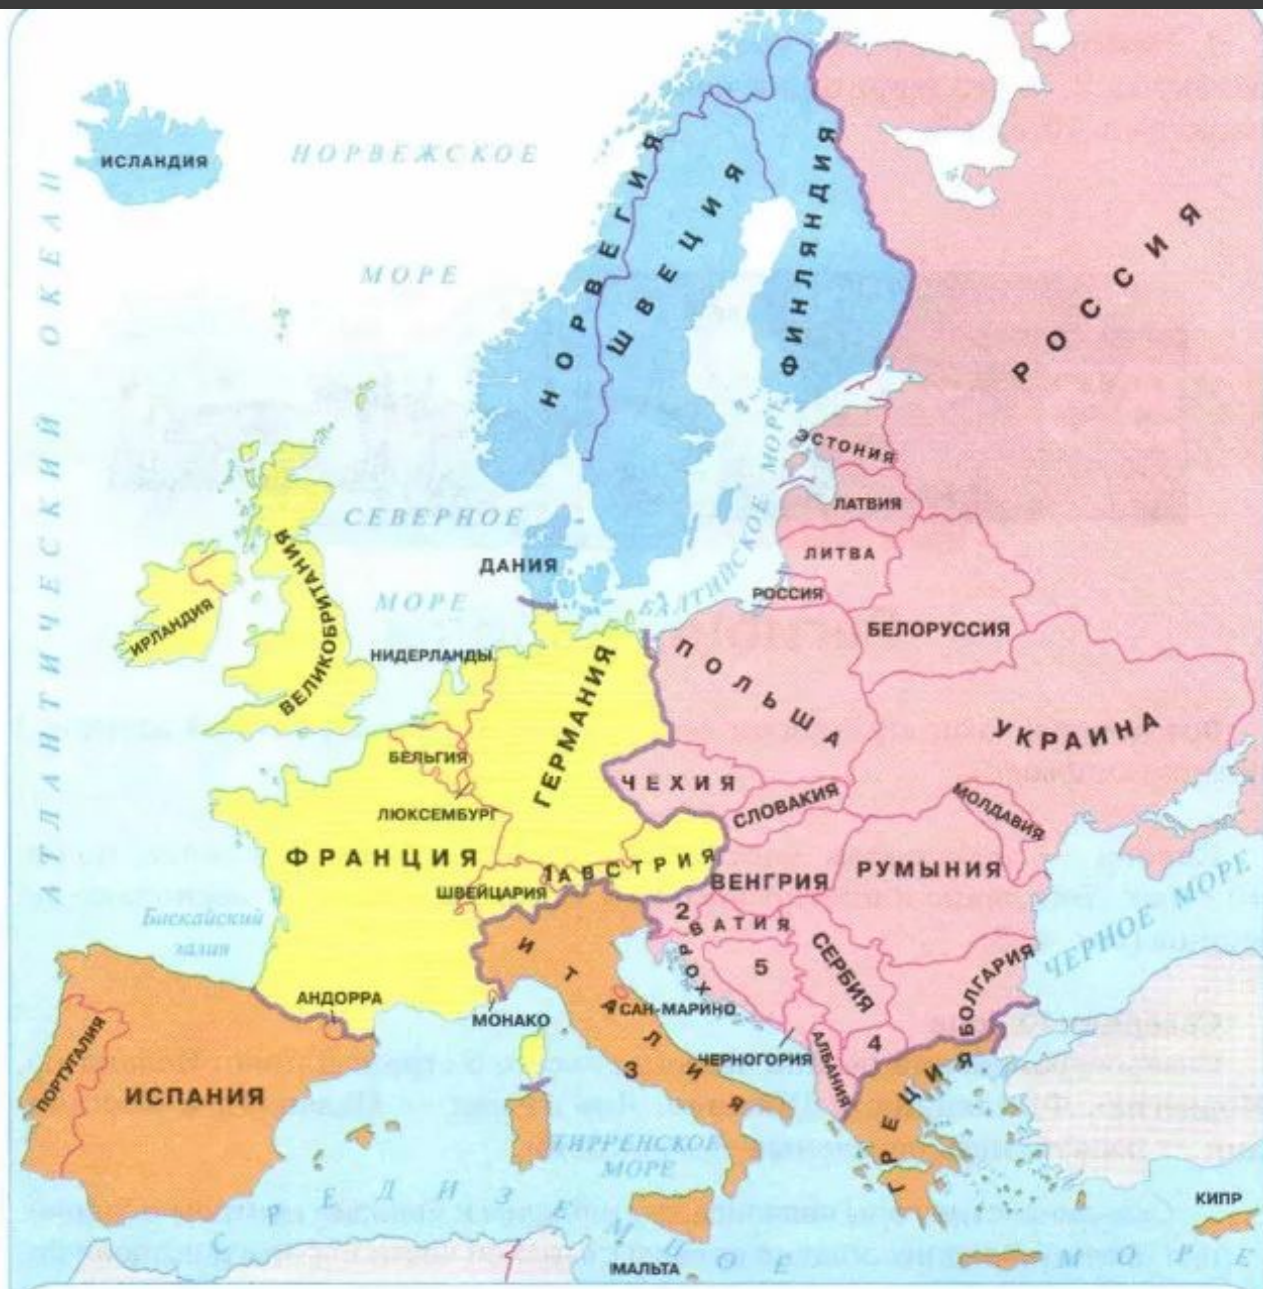 ИСЛАНДИЯ
НОРВЕЖСКОЕ
МОРЕ
АТЛАНТИЧЕСКИЙ ОКЕАН
НОРВЕГИЯ
ШВЕЦИЯ
ФИНЛЯНДИЯ
РОССИЯ
ЭСТОНИЯ
ЛАТВИЯ
ЛИТВА
РОССИЯ
БАЛТИЙСКОЕ МОРЕ
СЕВЕРНОЕ
МОРЕ
ДАНИЯ
ИРЛАНДИЯ
ВЕЛИКОБРИТАНИЯ
НИДЕРЛАНДЫ
БЕЛЬГИЯ
ЛЮКСЕМБУРГ
ГЕРМАНИЯ
ПОЛЬША
БЕЛОРУССИЯ
УКРАИНА
ЧЕХИЯ
СЛОВАКИЯ
МОЛДАВИЯ
ФРАНЦИЯ
ШВЕЙЦАРИЯ
1
АВСТРИЯ
ВЕНГРИЯ
РУМЫНИЯ
Бискайский
залив
2
ХОРВАТИЯ
5
СЕРБИЯ
БОЛГАРИЯ
ЧЕРНОЕ МОРЕ
АНДОРРА
МОНАКО
ИТАЛИЯ
САН-МАРИНО
3
ЧЕРНОГОРИЯ
АЛБАНИЯ
4
ГРЕЦИЯ
ПОРТУГАЛИЯ
ИСПАНИЯ
ТИРРЕНСКОЕ
МОРЕ
СРЕДИЗЕМНОЕ МОРЕ
МАЛЬТА
КИПР